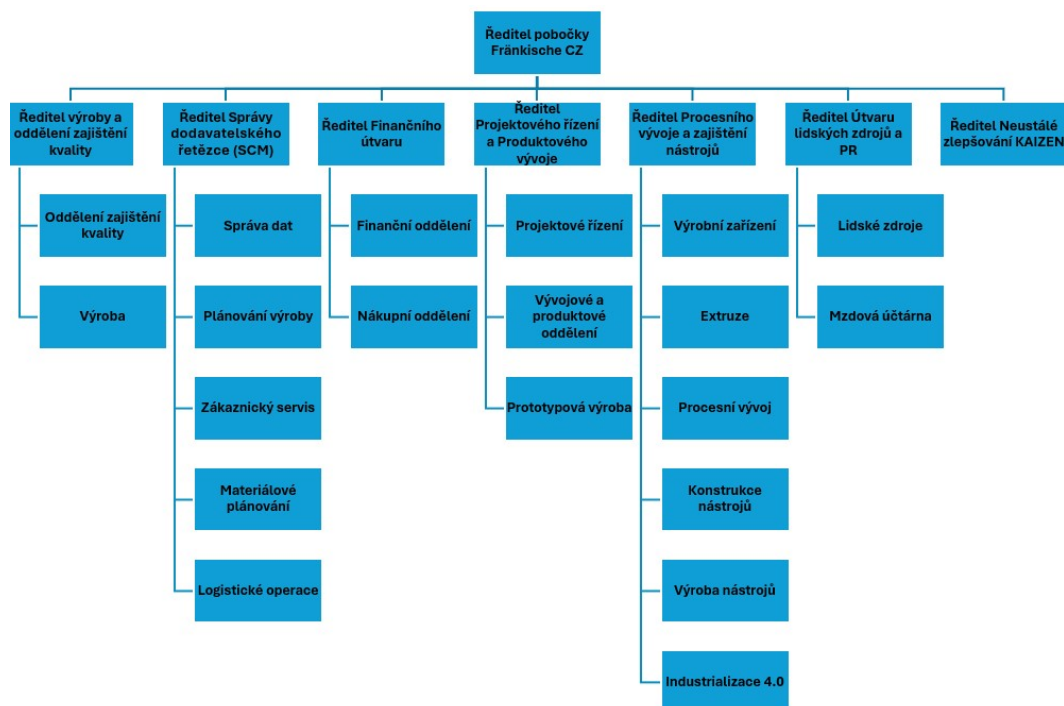 Ředitel pobočky
Fränkische CZ
Ředitel výroby a
oddělení zajištění
kvality
Ředitel Správy
dodavatelského
řetězce (SCM)
Ředitel Finančního
útvaru
Ředitel
Projektového řízení
a Produktového
vývoje
Ředitel Procesního
vývoje a zajištění
nástrojů
Ředitel Útvaru
lidských zdrojů a
PR
Ředitel Neustálé
zlepšování KAIZEN
Oddělení zajištění
kvality
Správa dat
Finanční oddělení
Projektové řízení
Výrobní zařízení
Lidské zdroje
Výroba
Plánování výroby
Nákupní oddělení
Vývojové a
produktové
oddělení
Extruze
Mzdová účtárna
Zákaznický servis
Prototypová výroba
Procesní vývoj
Materiálové
plánování
Konstrukce
nástrojů
Logistické operace
Výroba nástrojů
Industrializace 4.0